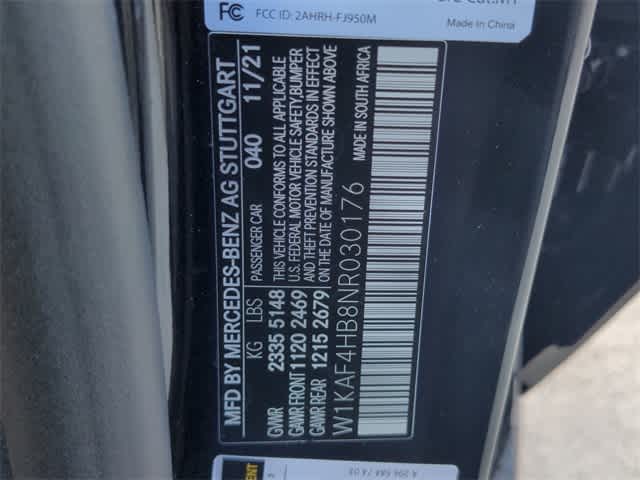 FC FCC ID: 2AHRH-FJ950M
Made In China
MFD BY MERCEDES-BENZ AG STUTTGART
KG LBS PASSENGER CAR 040 11/21
GVWR 2335 5148 THIS VEHICLE CONFORMS TO ALL APPLICABLE
GAWR FRONT 1120 2469 U.S. FEDERAL MOTOR VEHICLE SAFETY, BUMPER
GAWR REAR 1215 2679 AND THEFT PREVENTION STANDARDS IN EFFECT
ON THE DATE OF MANUFACTURE SHOWN ABOVE
W1KAF4HB8NR030176 MADE IN SOUTH AFRICA